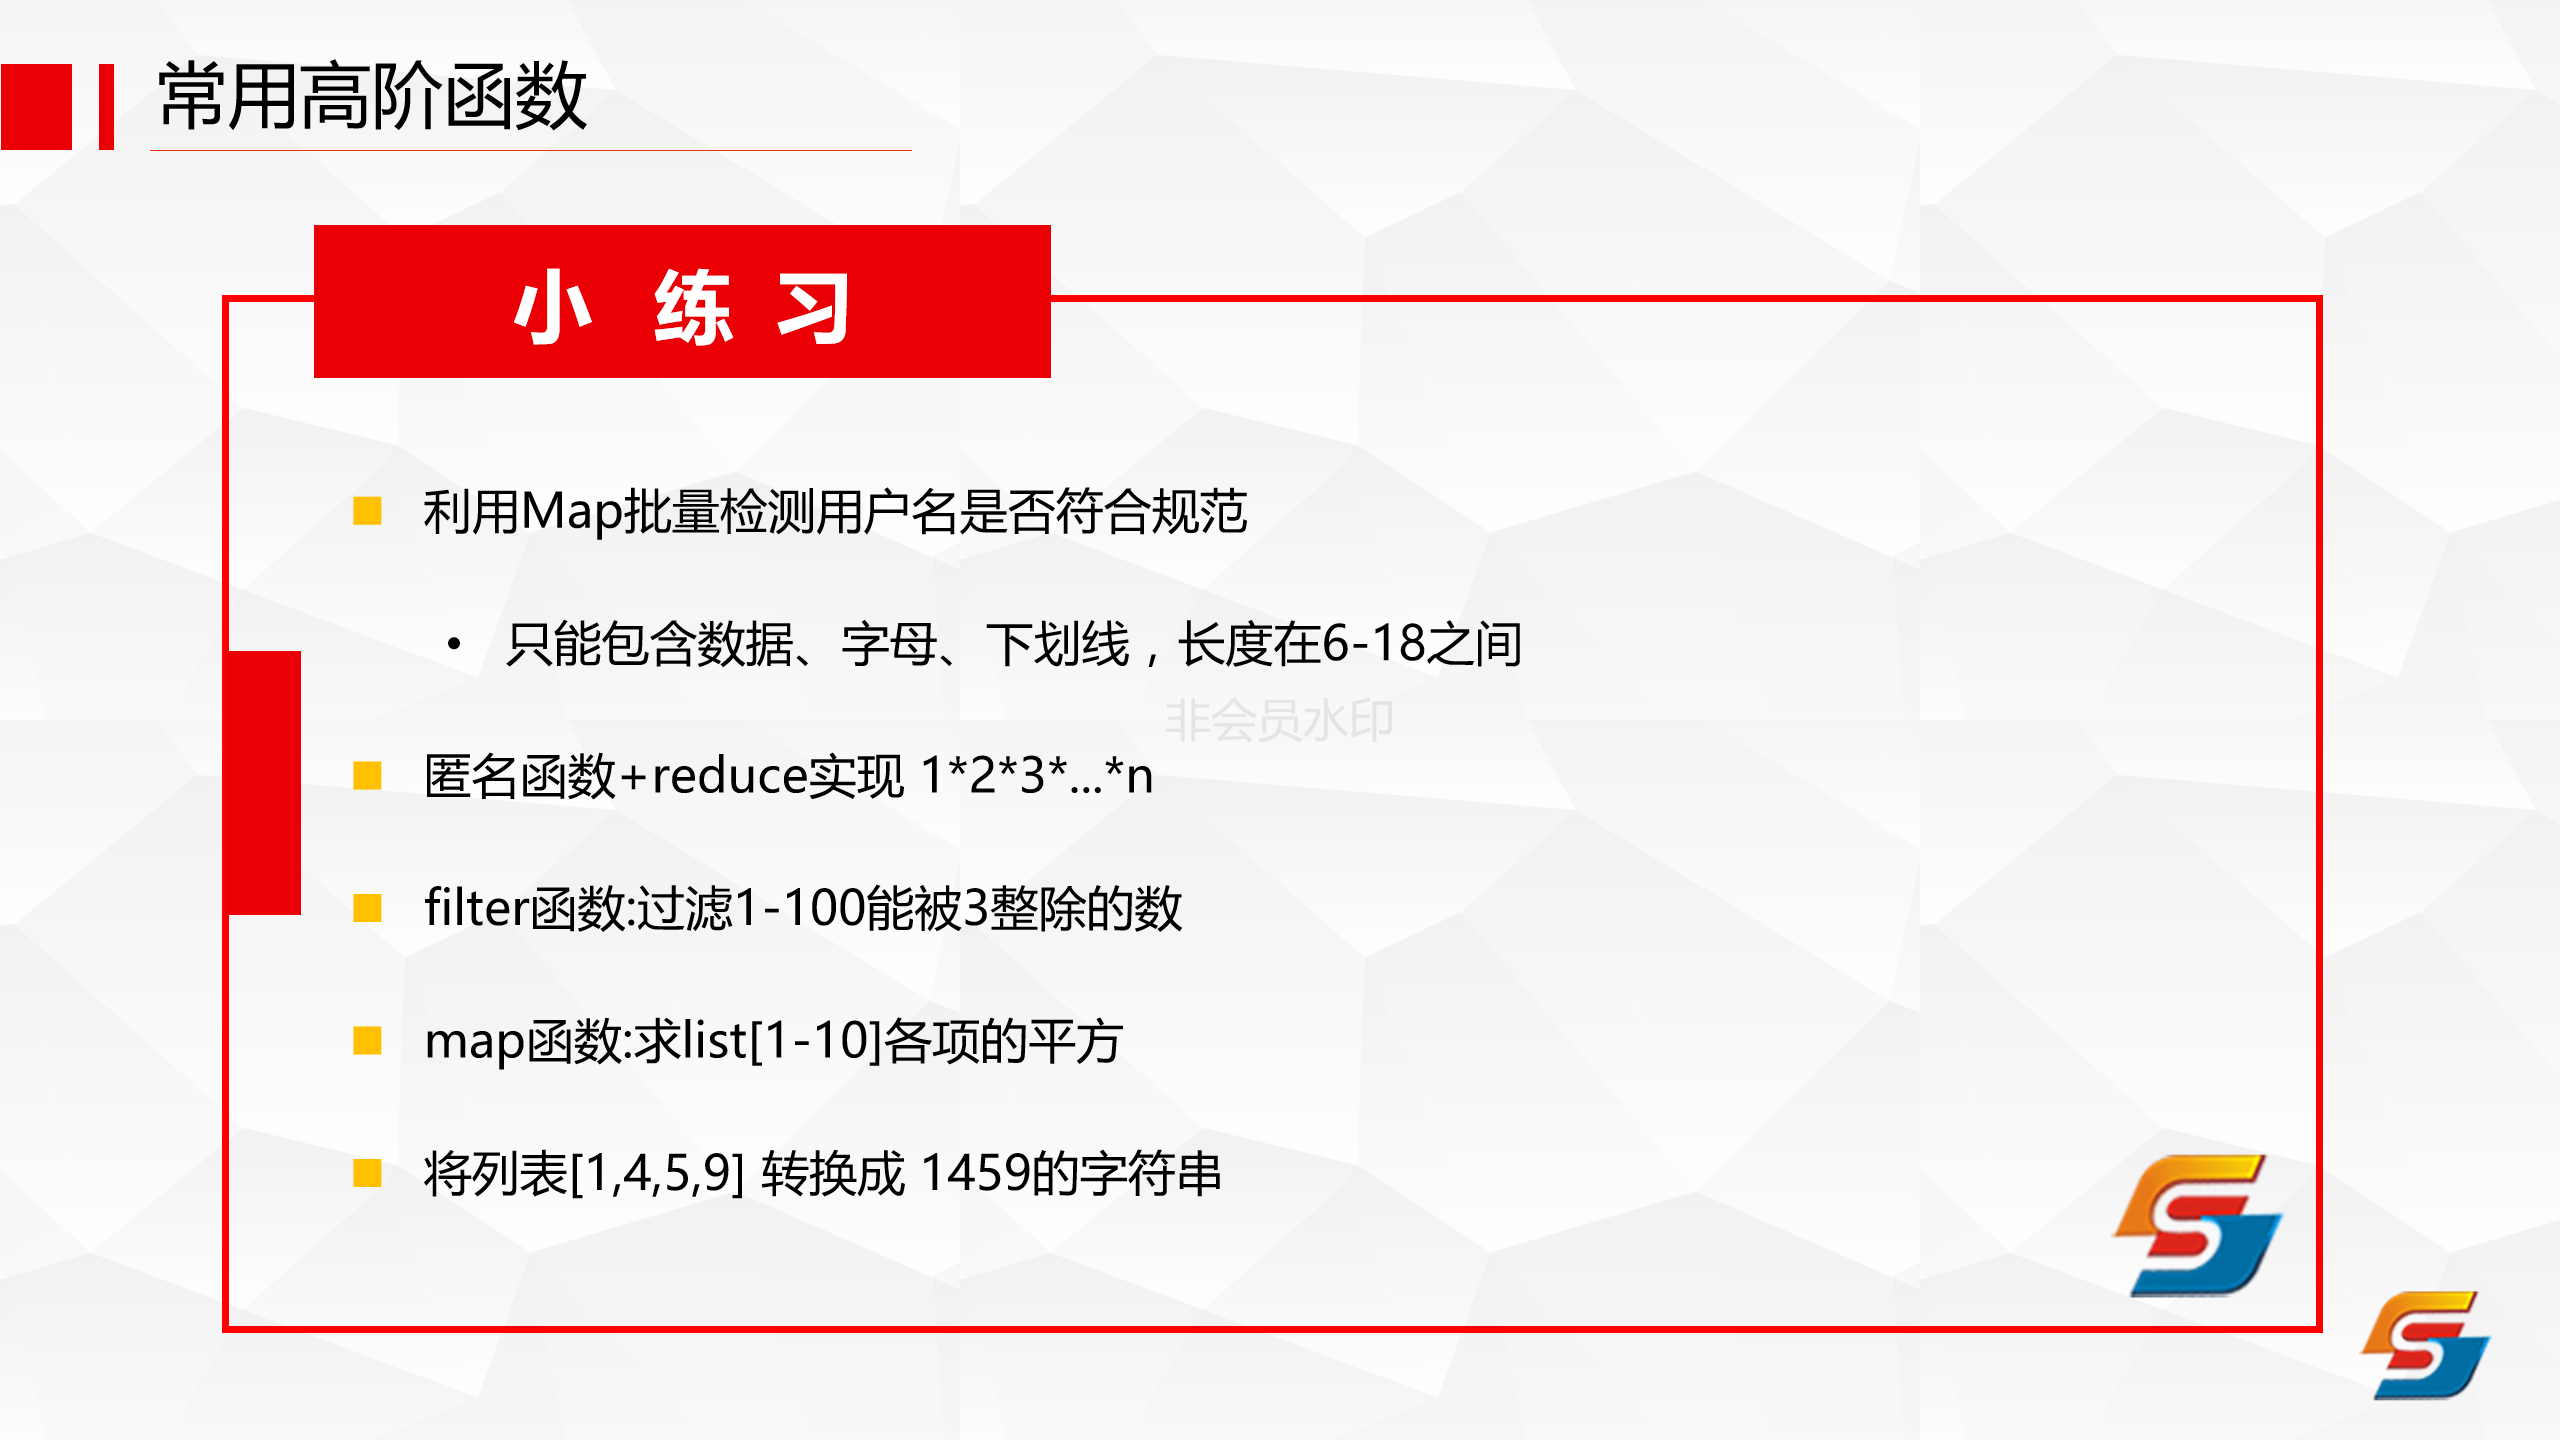 常用高阶函数
小 练 习
利用Map批量检测用户名是否符合规范
• 只能包含数据、字母、下划线，长度在6-18之间
非会员水印
匿名函数+reduce实现 1*2*3*...*n
filter函数:过滤1-100能被3整除的数
map函数:求list[1-10]各项的平方
将列表[1,4,5,9] 转换成 1459的字符串